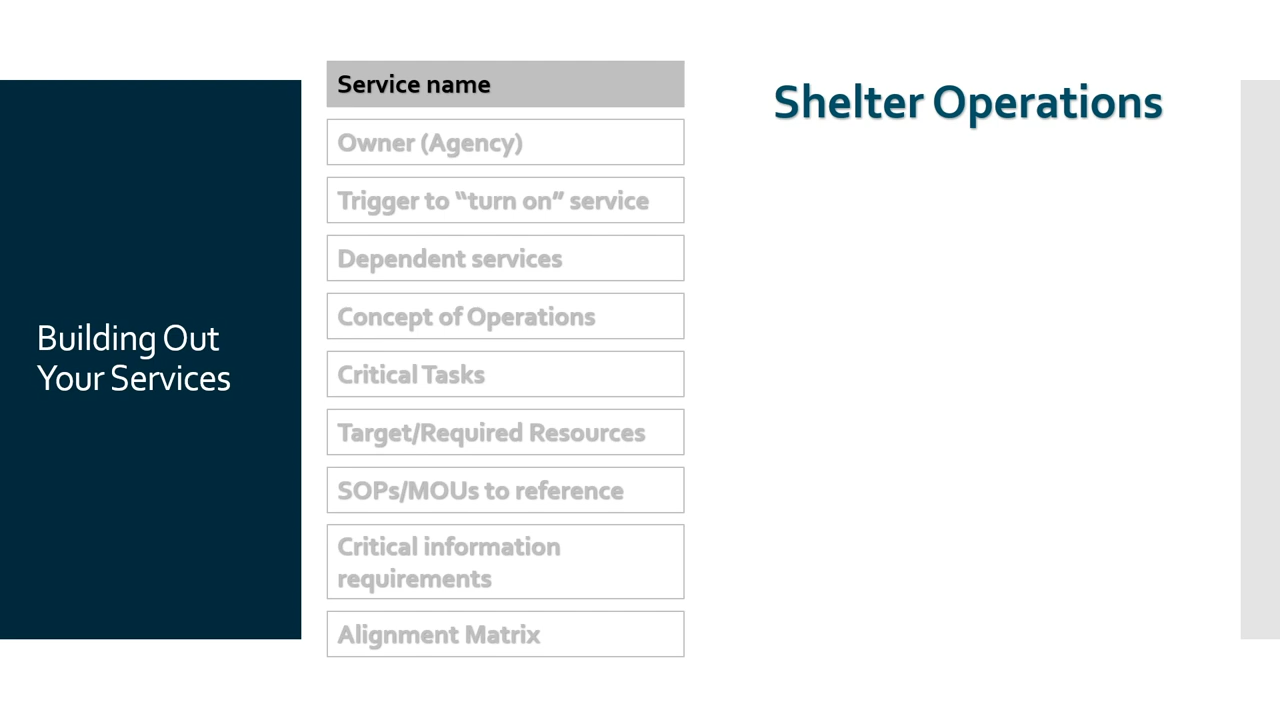 Building Out
Your Services
Service name
Owner (Agency)
Trigger to “turn on” service
Dependent services
Concept of Operations
Critical Tasks
Target/Required Resources
SOPs/MOUs to reference
Critical information
requirements
Alignment Matrix
Shelter Operations